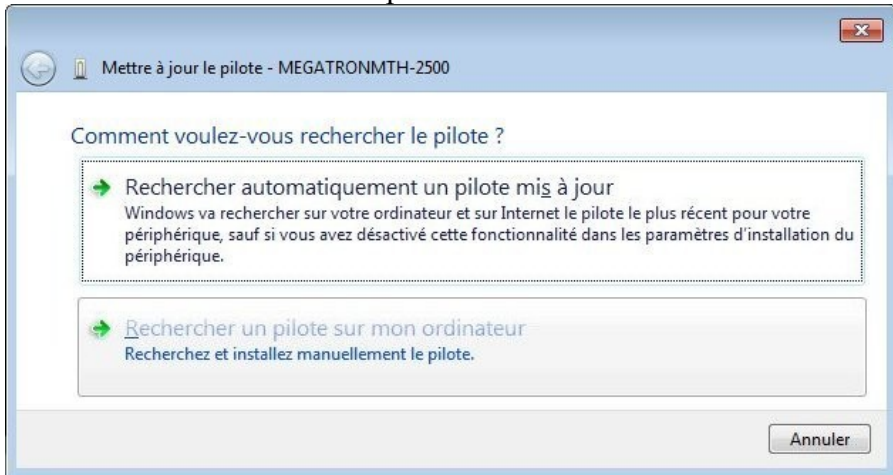 Mettre à jour le pilote - MEGATRONMTH-2500
Comment voulez-vous rechercher le pilote ?
Rechercher automatiquement un pilote mis à jour
Windows va rechercher sur votre ordinateur et sur Internet le pilote le plus récent pour votre
périphérique, sauf si vous avez désactivé cette fonctionnalité dans les paramètres d'installation du
périphérique.
Rechercher un pilote sur mon ordinateur
Recherchez et installez manuellement le pilote.
Annuler